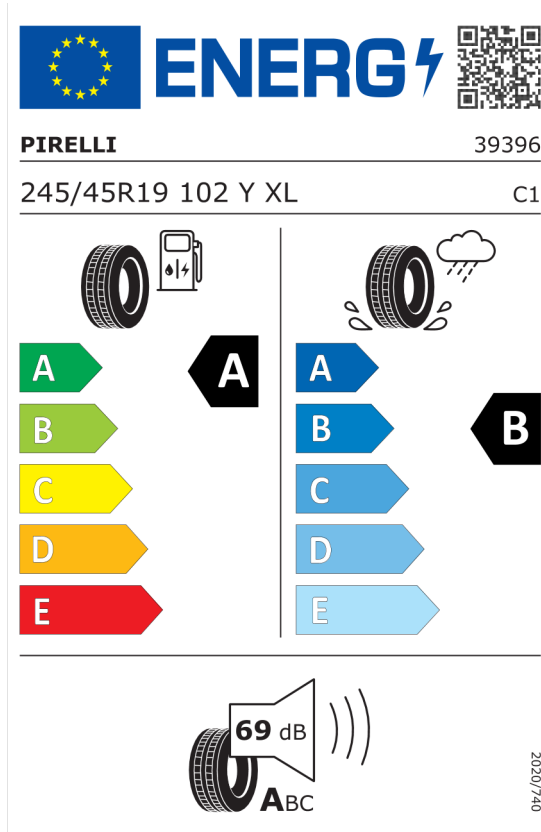 ENERG
PIRELLI 39396
245/45R19 102 Y XL C1
A A A
B B B
C C
D D
E E
69 dB
ABC
2020/740